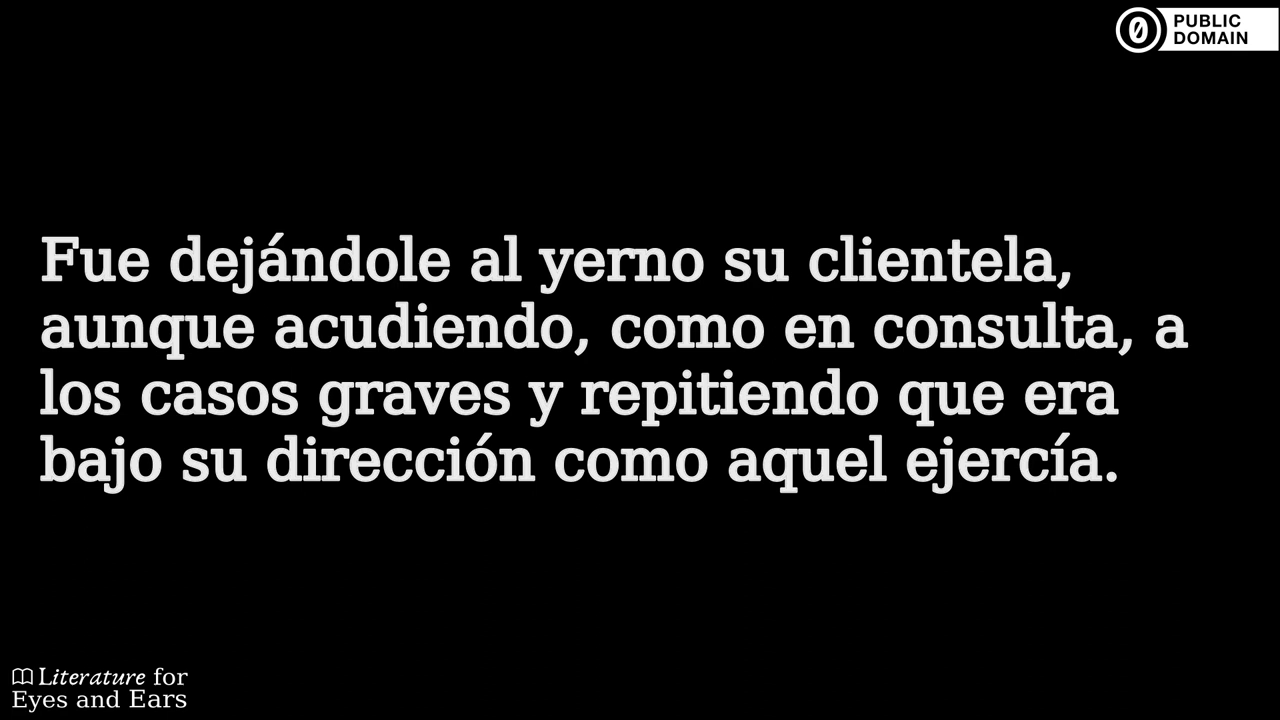 PUBLIC
DOMAIN
Fue dejándole al yerno su clientela,
aunque acudiendo, como en consulta, a
los casos graves y repitiendo que era
bajo su dirección como aquel ejercía.
Literature for
Eyes and Ears